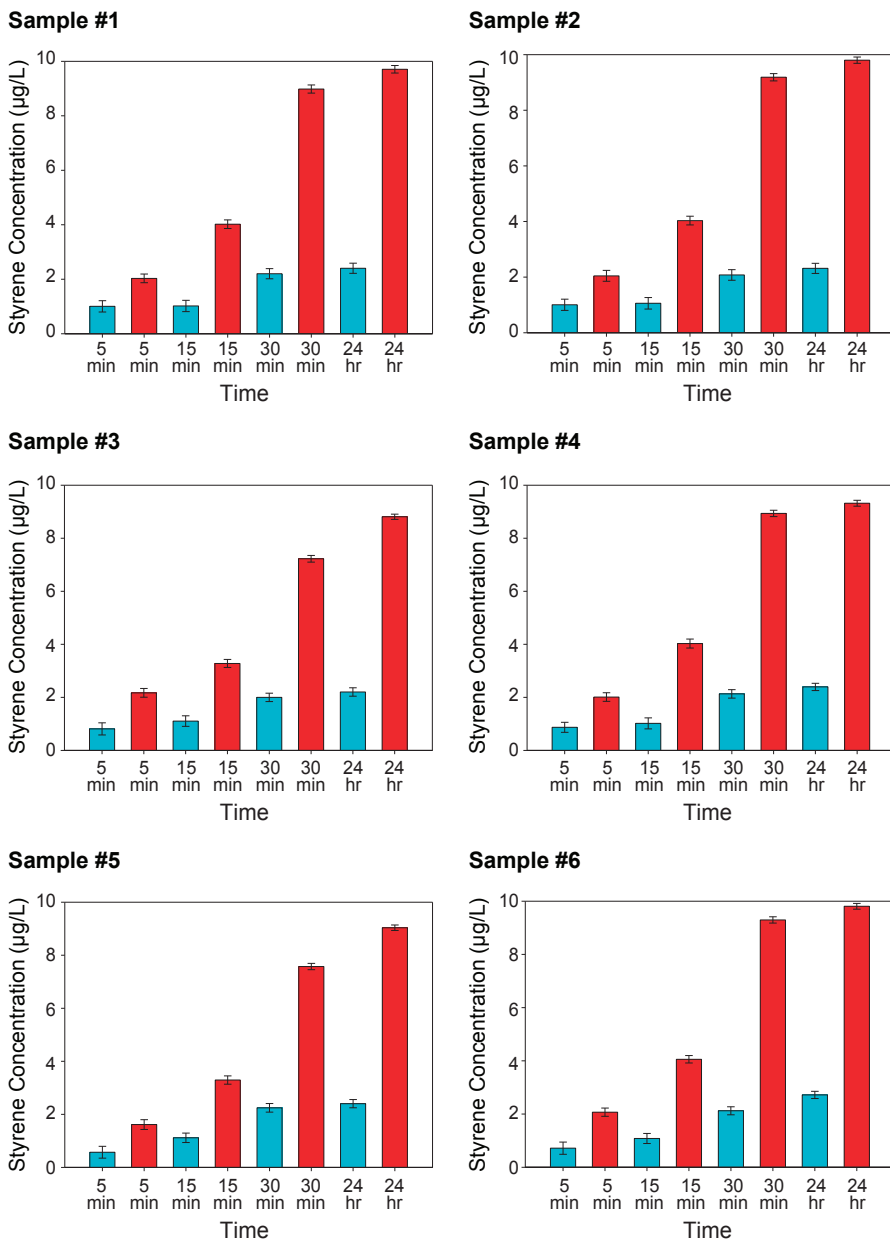 Sample #1
Styrene Concentration (µg/L)
10
8
6
4
2
0
5 min
5 min
15 min
15 min
30 min
30 min
24 hr
24 hr
Time
Sample #2
Styrene Concentration (µg/L)
10
8
6
4
2
0
5 min
5 min
15 min
15 min
30 min
30 min
24 hr
24 hr
Time
Sample #3
Styrene Concentration (µg/L)
10
8
6
4
2
0
5 min
5 min
15 min
15 min
30 min
30 min
24 hr
24 hr
Time
Sample #4
Styrene Concentration (µg/L)
10
8
6
4
2
0
5 min
5 min
15 min
15 min
30 min
30 min
24 hr
24 hr
Time
Sample #5
Styrene Concentration (µg/L)
10
8
6
4
2
0
5 min
5 min
15 min
15 min
30 min
30 min
24 hr
24 hr
Time
Sample #6
Styrene Concentration (µg/L)
10
8
6
4
2
0
5 min
5 min
15 min
15 min
30 min
30 min
24 hr
24 hr
Time